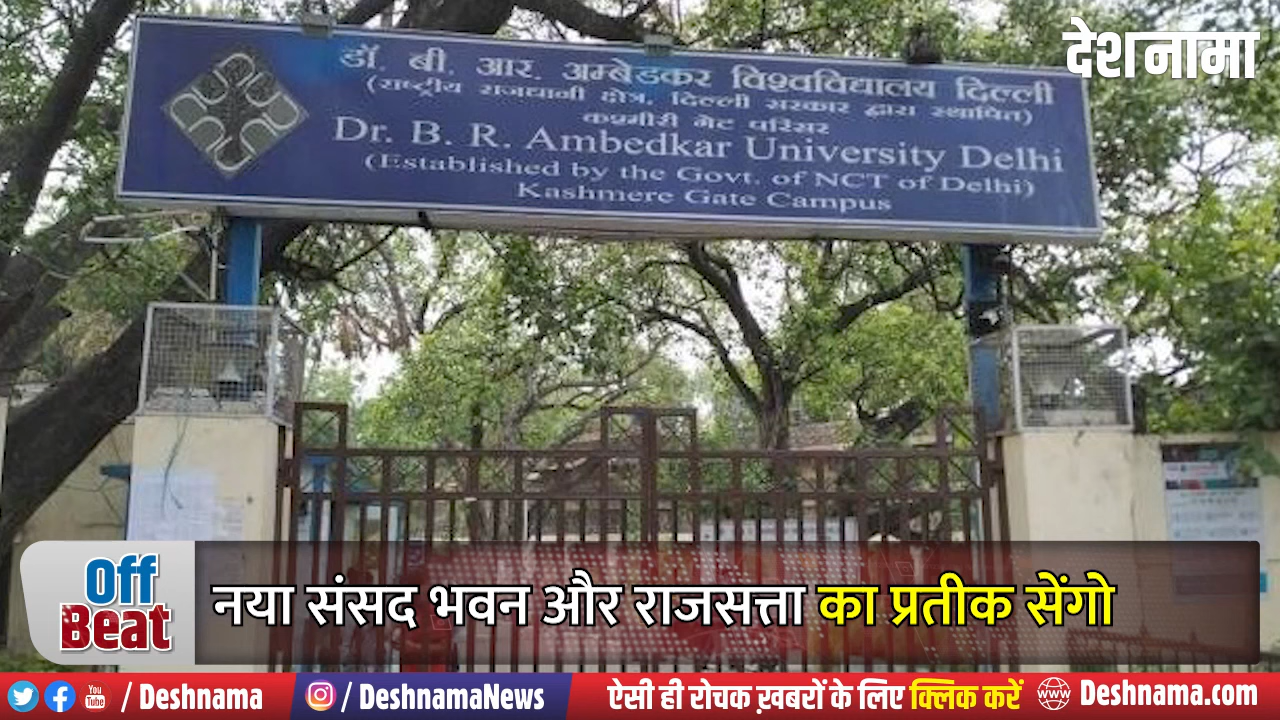 देशनामा
डॉ बी. आर. अम्बेडकर विश्वविद्यालय दिल्ली
(राष्ट्रीय राजधानी क्षेत्र, दिल्ली सरकार द्वारा स्थापित)
कश्मीरी गेट परिसर
Dr. B. R. Ambedkar University Delhi
(Established by the Govt. of NCT of Delhi)
Kashmere Gate Campus
Off
Beat
नया संसद भवन और राजसत्ता का प्रतीक सेंगो
You
Tube
/ Deshnama
/ DeshnamaNews
ऐसी ही रोचक ख़बरों के लिए क्लिक करें
Deshnama.com